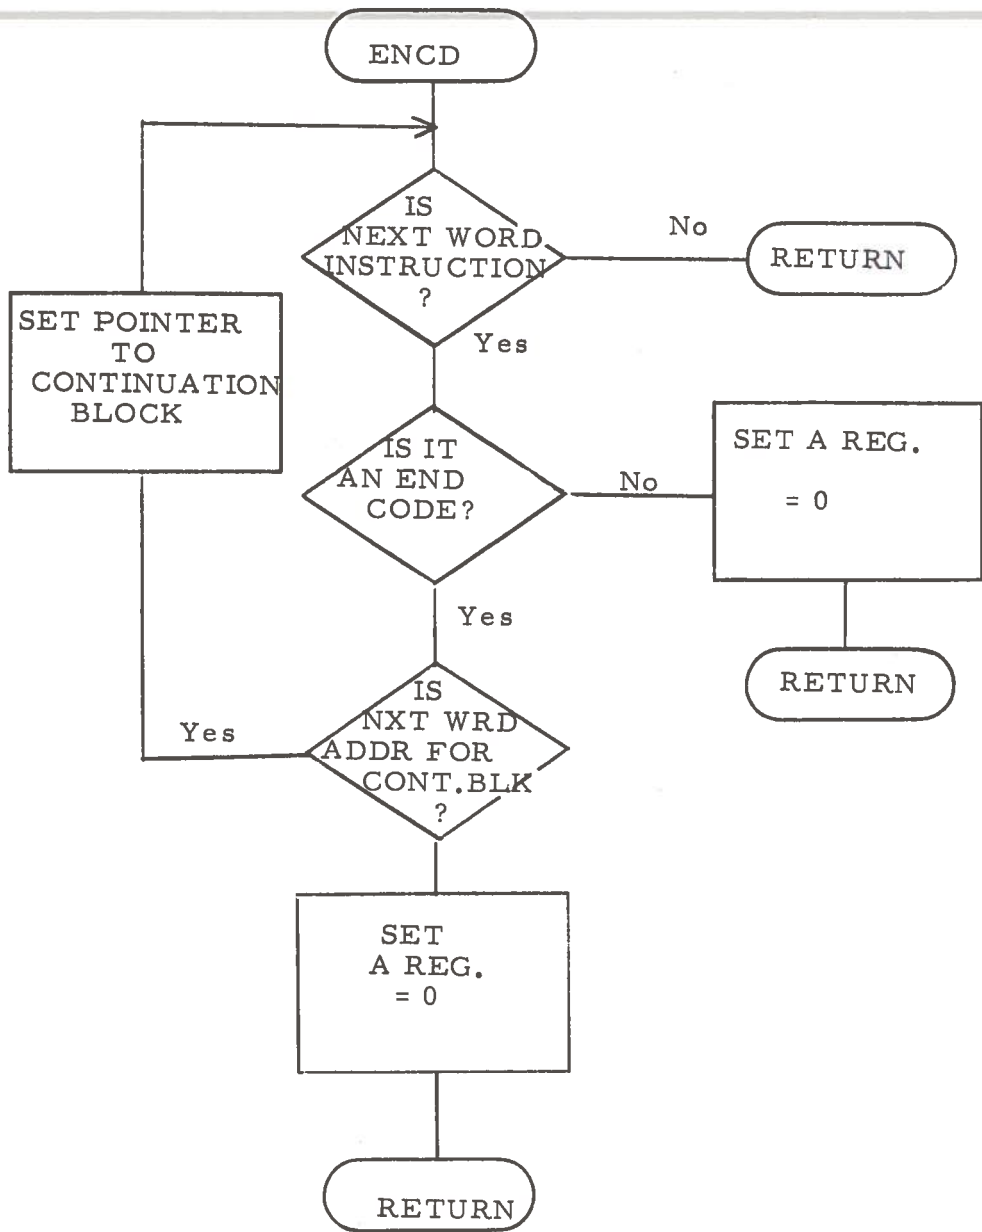 ENCD
IS
NEXT WORD
INSTRUCTION
?
No
RETURN
Yes
SET POINTER
TO
CONTINUATION
BLOCK
IS IT
AN END
CODE?
No
SET A REG.
= 0
RETURN
Yes
IS
NXT WRD
ADDR FOR
CONT.BLK
?
Yes
SET
A REG.
= 0
RETURN